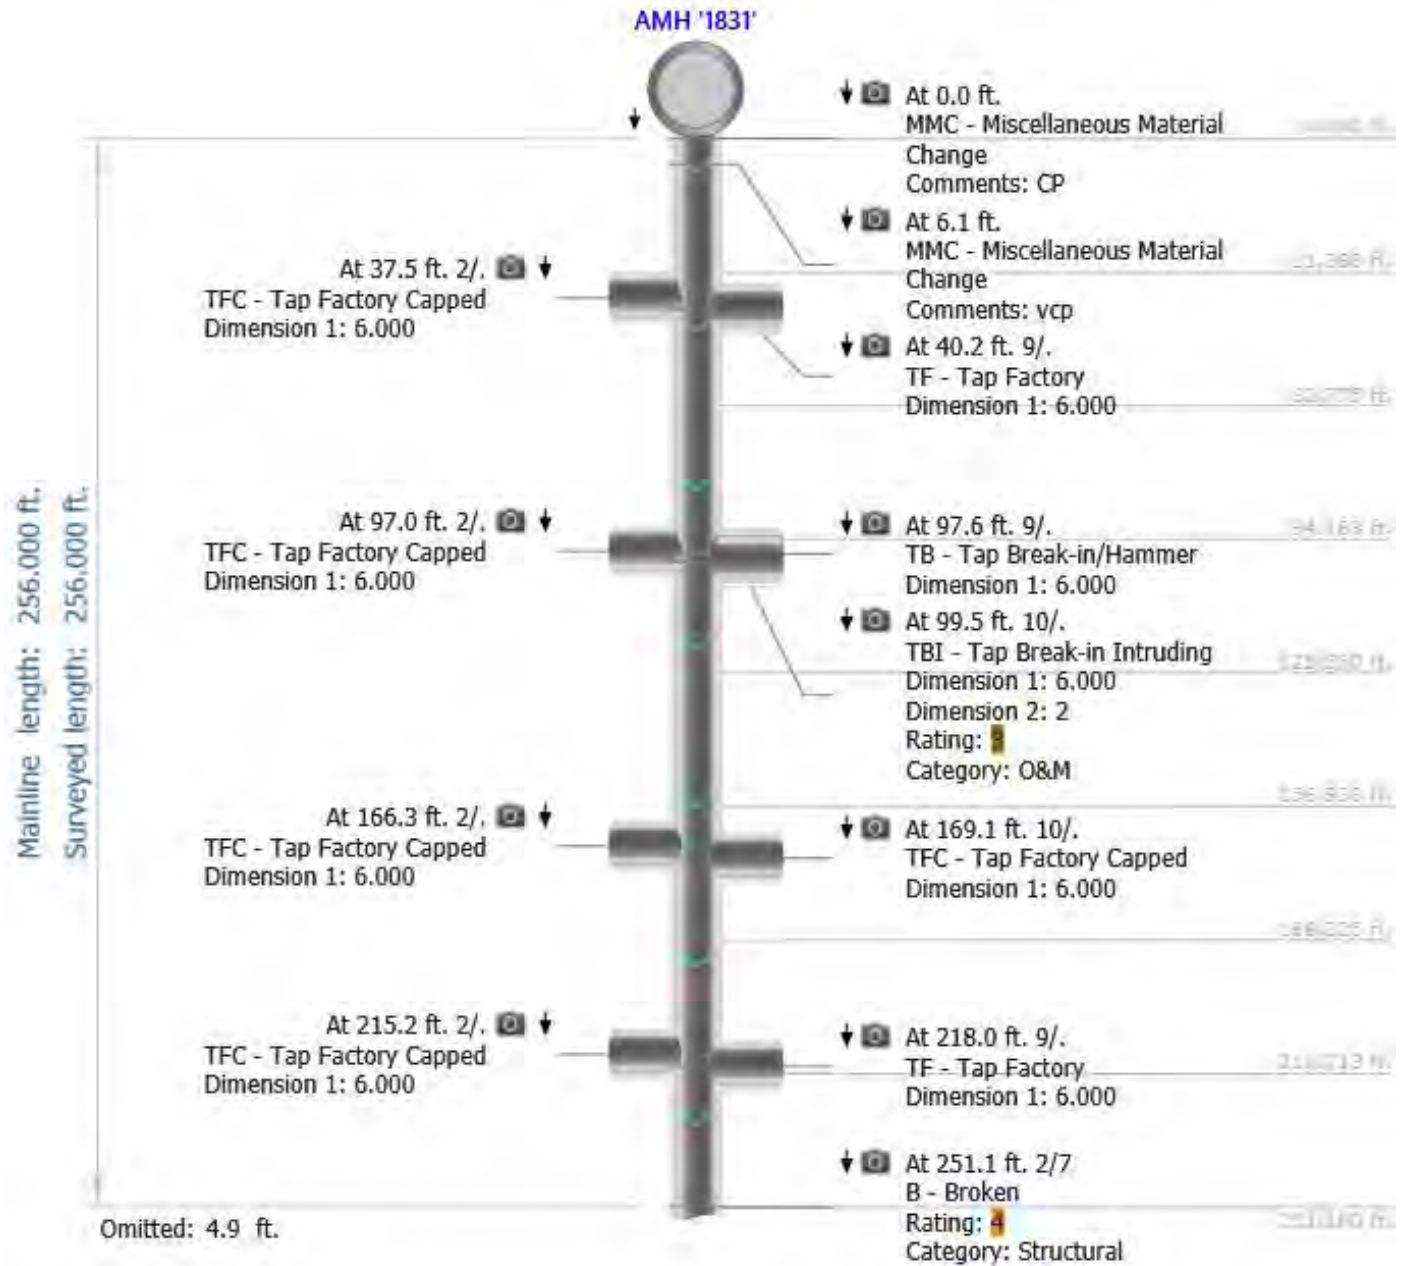 AMH '1831'
At 0.0 ft.
MMC - Miscellaneous Material
Change
Comments: CP
At 6.1 ft.
MMC - Miscellaneous Material
Change
Comments: vcp
At 37.5 ft. 2/.
TFC - Tap Factory Capped
Dimension 1: 6.000
At 40.2 ft. 9/.
TF - Tap Factory
Dimension 1: 6.000
Mainline length: 256.000 ft.
Surveyed length: 256.000 ft.
At 97.0 ft. 2/.
TFC - Tap Factory Capped
Dimension 1: 6.000
At 97.6 ft. 9/.
TB - Tap Break-in/Hammer
Dimension 1: 6.000
At 99.5 ft. 10/.
TBI - Tap Break-in Intruding
Dimension 1: 6.000
Dimension 2: 2
Rating: 3
Category: O&M
At 166.3 ft. 2/.
TFC - Tap Factory Capped
Dimension 1: 6.000
At 169.1 ft. 10/.
TFC - Tap Factory Capped
Dimension 1: 6.000
At 215.2 ft. 2/.
TFC - Tap Factory Capped
Dimension 1: 6.000
At 218.0 ft. 9/.
TF - Tap Factory
Dimension 1: 6.000
At 251.1 ft. 2/7
B - Broken
Rating: 4
Category: Structural
Omitted: 4.9 ft.